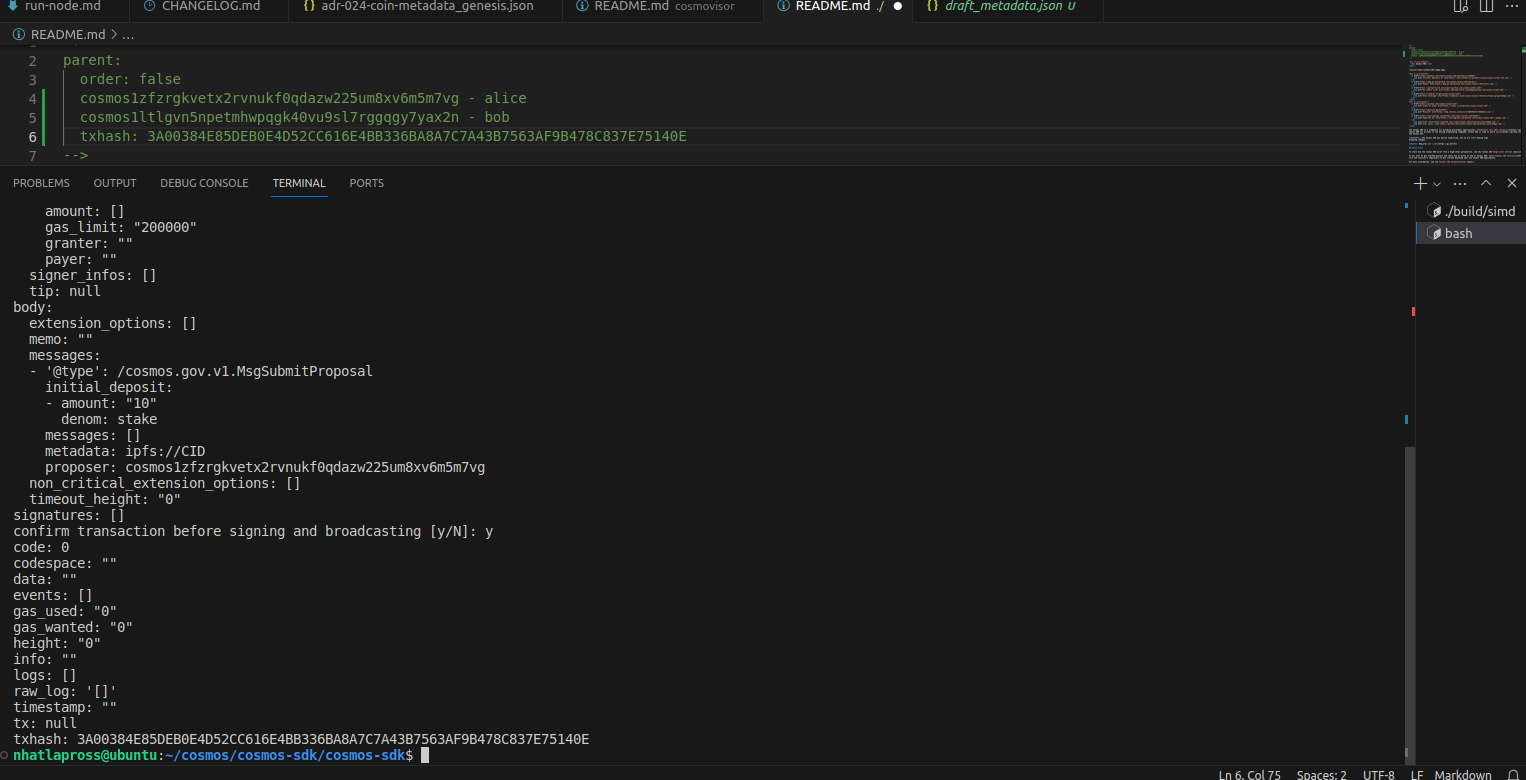 run-node.md CHANGELOG.md {} adr-024-coin-metadata_genesis.json README.md cosmovisor README.md ./ {} draft_metadata.json U
README.md > ...
2 parent:
3 order: false
4 cosmos1zfzrgkvetx2rvnukf0qdazw225um8xv6m5m7vg - alice
5 cosmos1ltlgvn5npetmhwpqgk40vu9sl7rggqgy7yax2n - bob
6 txhash: 3A00384E85DEB0E4D52CC616E4BB336BA8A7C7A43B7563AF9B478C837E75140E
7 -->
PROBLEMS OUTPUT DEBUG CONSOLE TERMINAL PORTS
./build/simd
bash
amount: []
gas_limit: "200000"
granter: ""
payer: ""
signer_infos: []
tip: null
body:
extension_options: []
memo: ""
messages:
- '@type': /cosmos.gov.v1.MsgSubmitProposal
initial_deposit:
- amount: "10"
denom: stake
messages: []
metadata: ipfs://CID
proposer: cosmos1zfzrgkvetx2rvnukf0qdazw225um8xv6m5m7vg
non_critical_extension_options: []
timeout_height: "0"
signatures: []
confirm transaction before signing and broadcasting [y/N]: y
code: 0
codespace: ""
data: ""
events: []
gas_used: "0"
gas_wanted: "0"
height: "0"
info: ""
logs: []
raw_log: '[]'
timestamp: ""
tx: null
txhash: 3A00384E85DEB0E4D52CC616E4BB336BA8A7C7A43B7563AF9B478C837E75140E
nhatlapross@ubuntu:~/cosmos/cosmos-sdk/cosmos-sdk$
Ln 6, Col 75 Spaces: 2 UTF-8 LF Markdown